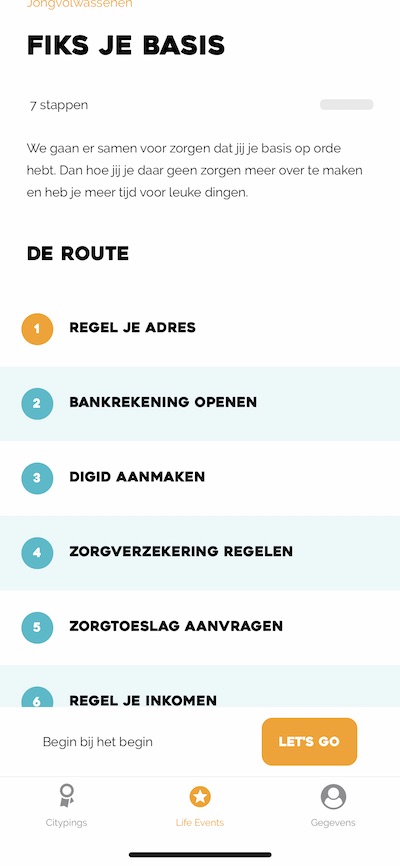 Jongvolwassenen
FIKS JE BASIS
7 stappen
We gaan er samen voor zorgen dat jij je basis op orde
hebt. Dan hoe jij je daar geen zorgen meer over te maken
en heb je meer tijd voor leuke dingen.
DE ROUTE
1 REGEL JE ADRES
2 BANKREKENING OPENEN
3 DIGID AANMAKEN
4 ZORGVERZEKERING REGELEN
5 ZORGTOESLAG AANVRAGEN
6 REGEL JE INKOMEN
Begin bij het begin LET'S GO
Citypings Life Events Gegevens